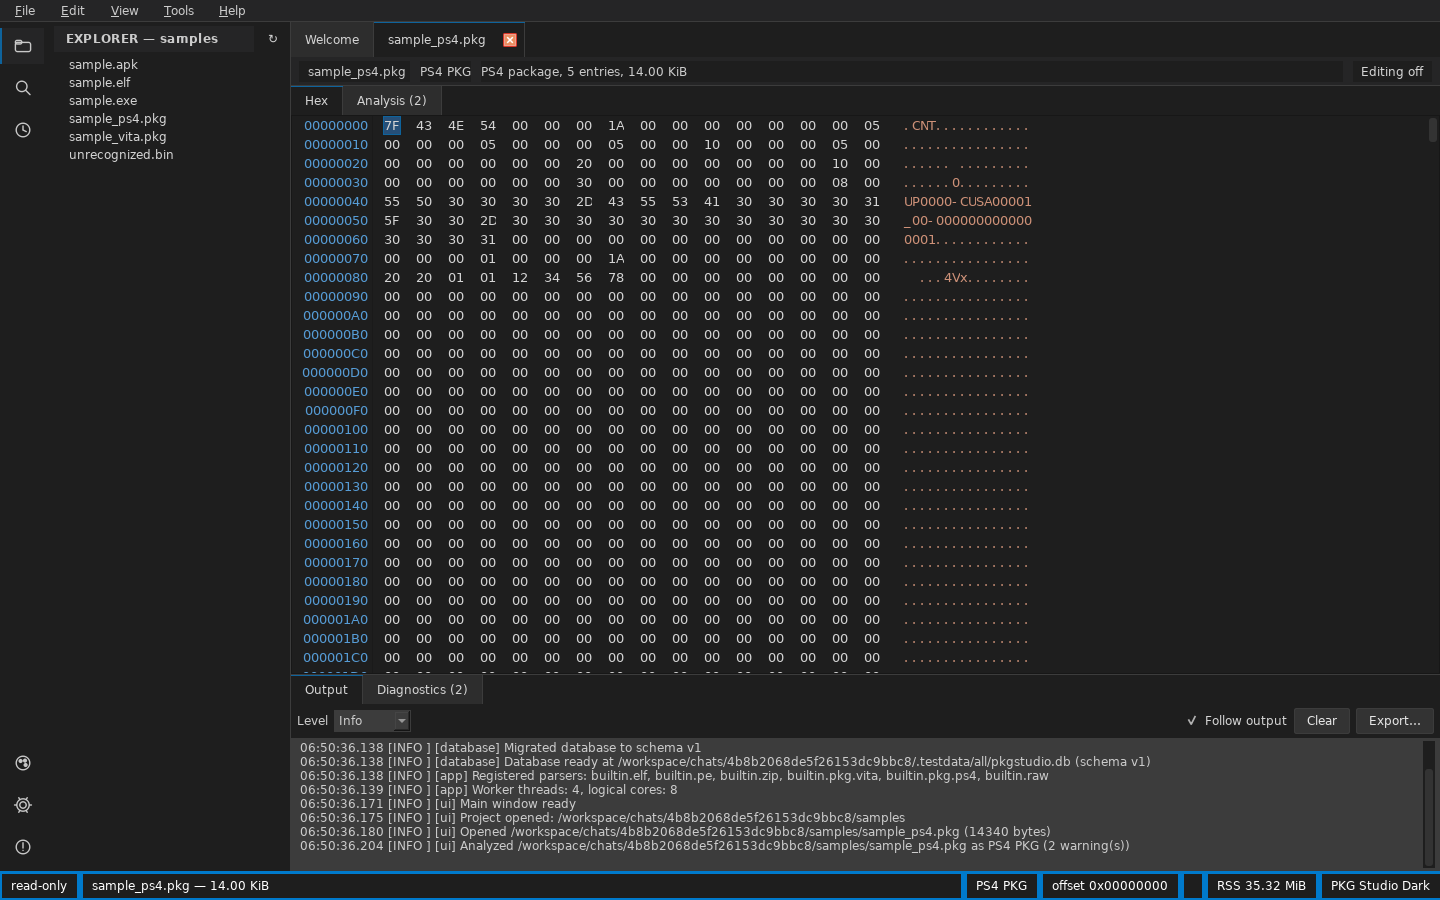 File Edit View Tools Help
EXPLORER — samples ↻
sample.apk
sample.elf
sample.exe
sample_ps4.pkg
sample_vita.pkg
unrecognized.bin
Welcome sample_ps4.pkg
sample_ps4.pkg PS4 PKG PS4 package, 5 entries, 14.00 KiB Editing off
Hex Analysis (2)
00000000 7F 43 4E 54 00 00 00 1A 00 00 00 00 00 00 00 05 .CNT............
00000010 00 00 00 05 00 00 00 05 00 00 10 00 00 00 05 00 ................
00000020 00 00 00 00 00 00 20 00 00 00 00 00 00 00 10 00 ...... .........
00000030 00 00 00 00 00 00 30 00 00 00 00 00 00 00 08 00 ......0.........
00000040 55 50 30 30 30 30 2D 43 55 53 41 30 30 30 30 31 UP0000-CUSA00001
00000050 5F 30 30 2D 30 30 30 30 30 30 30 30 30 30 30 30 _00-000000000000
00000060 30 30 30 31 00 00 00 00 00 00 00 00 00 00 00 00 0001............
00000070 00 00 00 01 00 00 00 1A 00 00 00 00 00 00 00 00 ................
00000080 20 20 01 01 12 34 56 78 00 00 00 00 00 00 00 00   ...4Vx........
00000090 00 00 00 00 00 00 00 00 00 00 00 00 00 00 00 00 ................
000000A0 00 00 00 00 00 00 00 00 00 00 00 00 00 00 00 00 ................
000000B0 00 00 00 00 00 00 00 00 00 00 00 00 00 00 00 00 ................
000000C0 00 00 00 00 00 00 00 00 00 00 00 00 00 00 00 00 ................
000000D0 00 00 00 00 00 00 00 00 00 00 00 00 00 00 00 00 ................
000000E0 00 00 00 00 00 00 00 00 00 00 00 00 00 00 00 00 ................
000000F0 00 00 00 00 00 00 00 00 00 00 00 00 00 00 00 00 ................
00000100 00 00 00 00 00 00 00 00 00 00 00 00 00 00 00 00 ................
00000110 00 00 00 00 00 00 00 00 00 00 00 00 00 00 00 00 ................
00000120 00 00 00 00 00 00 00 00 00 00 00 00 00 00 00 00 ................
00000130 00 00 00 00 00 00 00 00 00 00 00 00 00 00 00 00 ................
00000140 00 00 00 00 00 00 00 00 00 00 00 00 00 00 00 00 ................
00000150 00 00 00 00 00 00 00 00 00 00 00 00 00 00 00 00 ................
00000160 00 00 00 00 00 00 00 00 00 00 00 00 00 00 00 00 ................
00000170 00 00 00 00 00 00 00 00 00 00 00 00 00 00 00 00 ................
00000180 00 00 00 00 00 00 00 00 00 00 00 00 00 00 00 00 ................
00000190 00 00 00 00 00 00 00 00 00 00 00 00 00 00 00 00 ................
000001A0 00 00 00 00 00 00 00 00 00 00 00 00 00 00 00 00 ................
000001B0 00 00 00 00 00 00 00 00 00 00 00 00 00 00 00 00 ................
000001C0 00 00 00 00 00 00 00 00 00 00 00 00 00 00 00 00 ................
Output Diagnostics (2)
Level Info ✓ Follow output Clear Export...
06:50:36.138 [INFO ] [database] Migrated database to schema v1
06:50:36.138 [INFO ] [database] Database ready at /workspace/chats/4b8b2068de5f26153dc9bbc8/.testdata/all/pkgstudio.db (schema v1)
06:50:36.138 [INFO ] [app] Registered parsers: builtin.elf, builtin.pe, builtin.zip, builtin.pkg.vita, builtin.pkg.ps4, builtin.raw
06:50:36.139 [INFO ] [app] Worker threads: 4, logical cores: 8
06:50:36.171 [INFO ] [ui] Main window ready
06:50:36.175 [INFO ] [ui] Project opened: /workspace/chats/4b8b2068de5f26153dc9bbc8/samples
06:50:36.180 [INFO ] [ui] Opened /workspace/chats/4b8b2068de5f26153dc9bbc8/samples/sample_ps4.pkg (14340 bytes)
06:50:36.204 [INFO ] [ui] Analyzed /workspace/chats/4b8b2068de5f26153dc9bbc8/samples/sample_ps4.pkg as PS4 PKG (2 warning(s))
read-only sample_ps4.pkg — 14.00 KiB PS4 PKG offset 0x00000000 RSS 35.32 MiB PKG Studio Dark